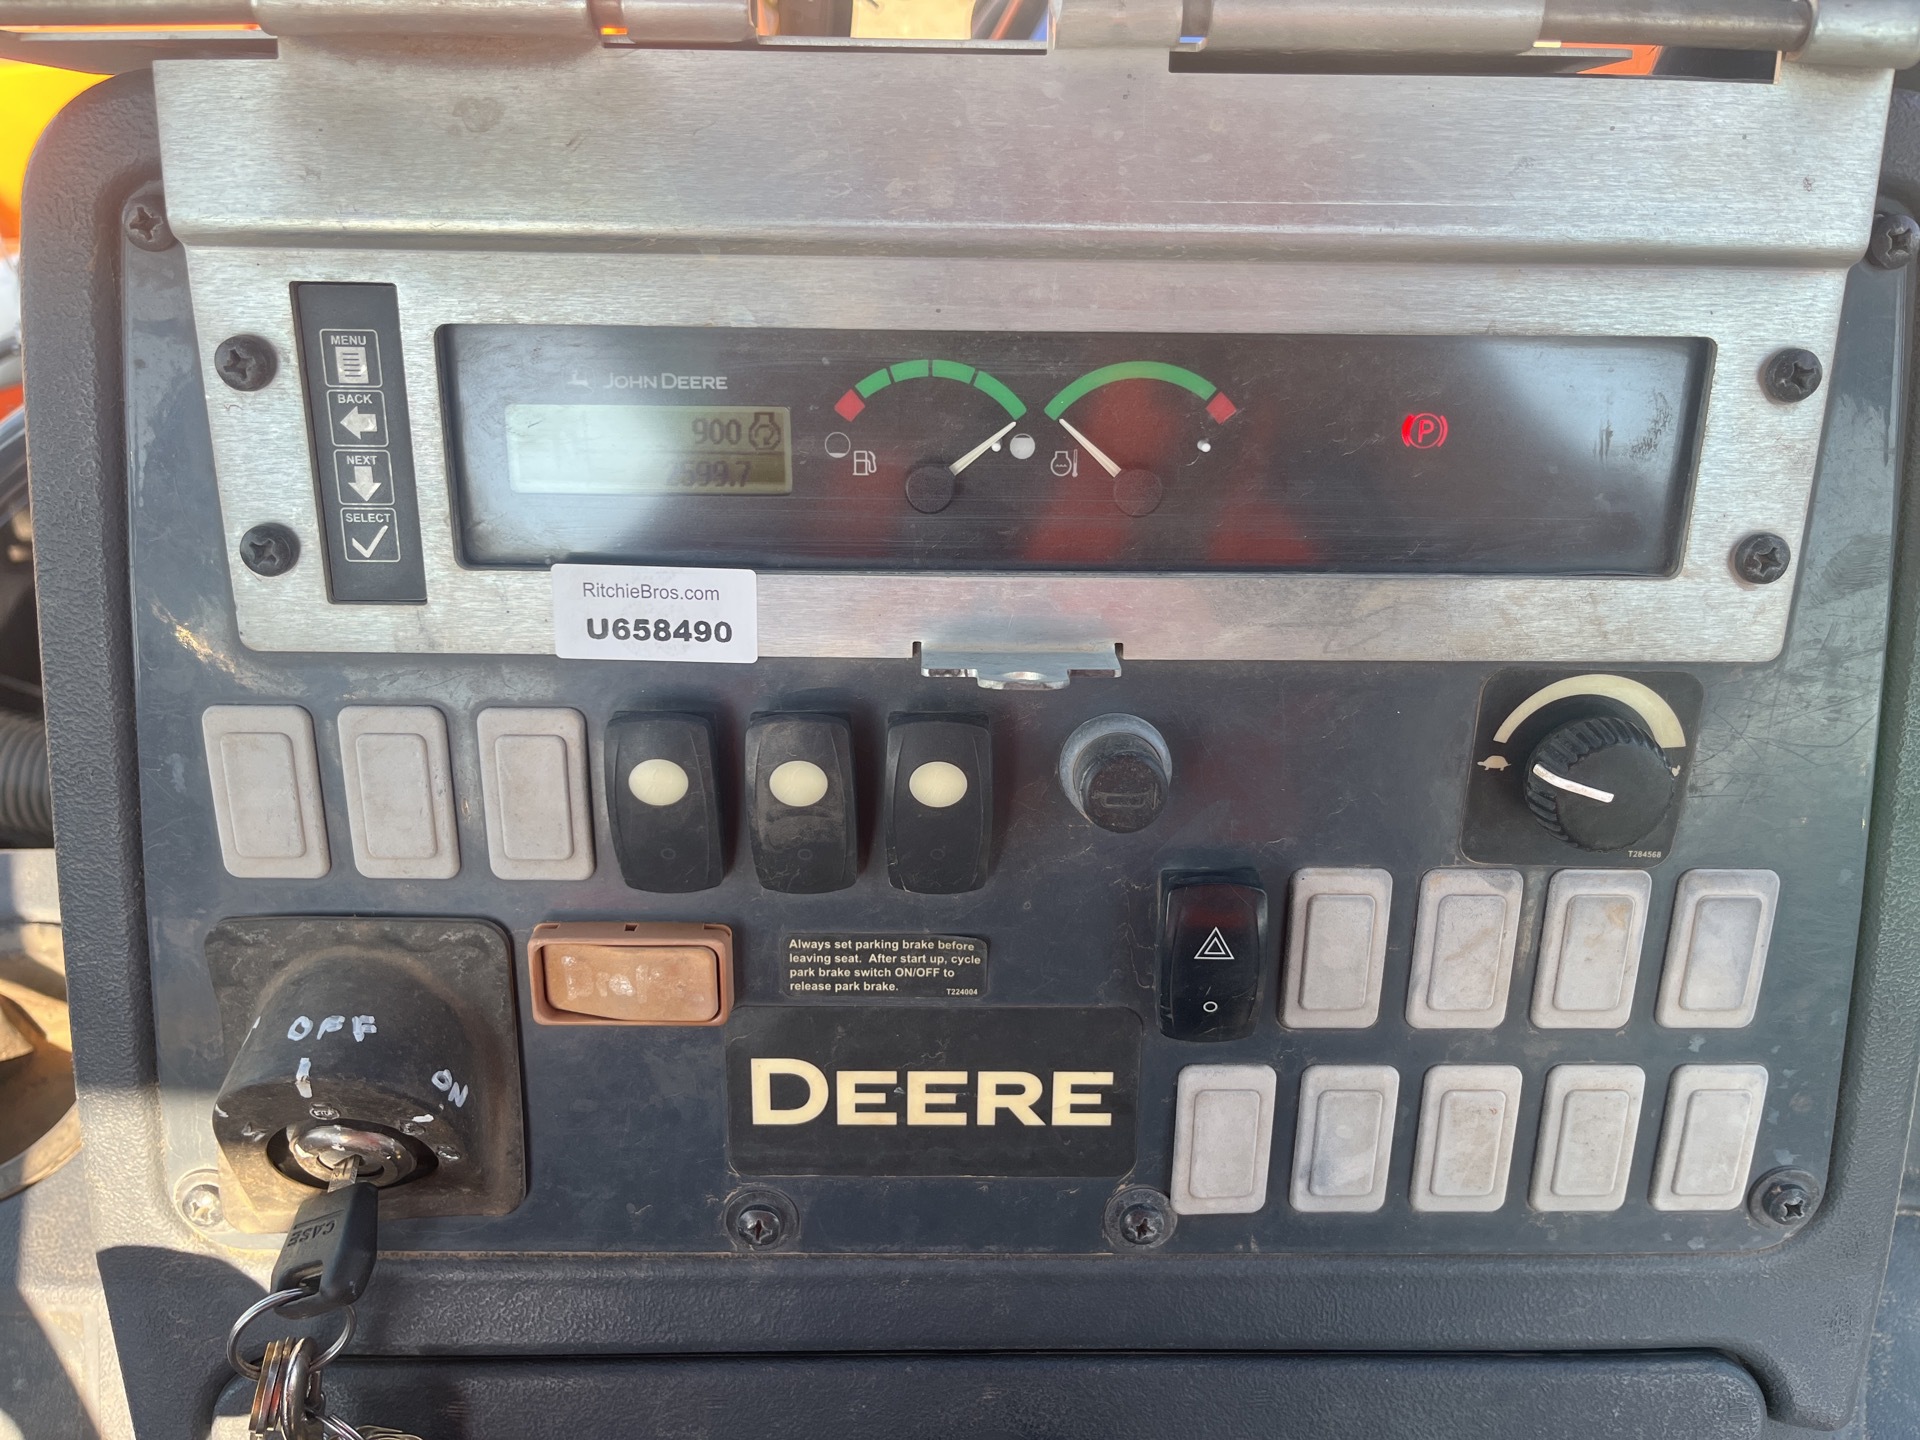 MENU
BACK
NEXT
SELECT
JOHN DEERE
900
2599.7
P
RitchieBros.com
U658490
T284568
Always set parking brake before
leaving seat. After start up, cycle
park brake switch ON/OFF to
release park brake.
T224004
OFF
ON
STOP
DEERE
CASE